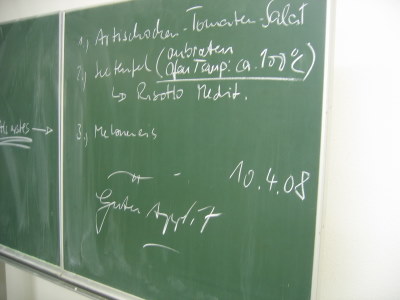 1, Artischocken-Tomaten-Salat
2, Seeteufel (anbraten
Ofen Temp: ca. 100°C)
↳ Risotto Medit.
3, Meloneneis
10.4.08
Guten Appetit